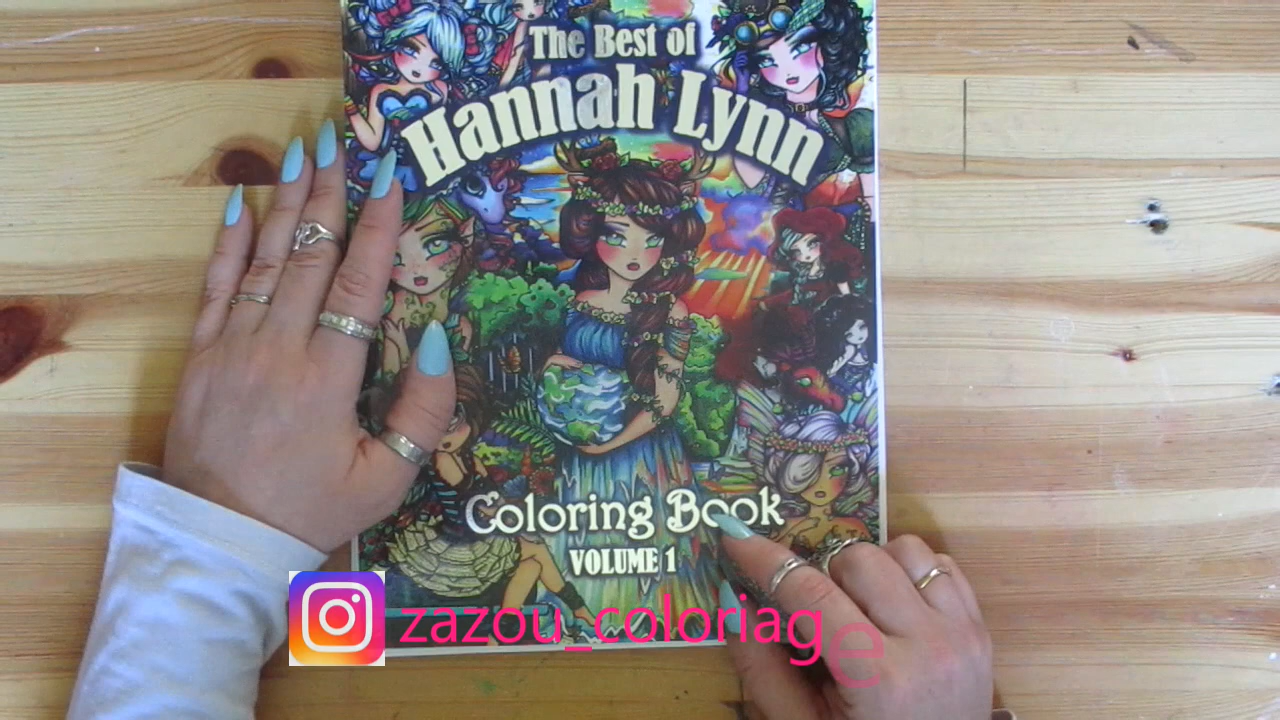 The Best of
Hannah Lynn
Coloring Book
VOLUME 1
zazou_coloriage